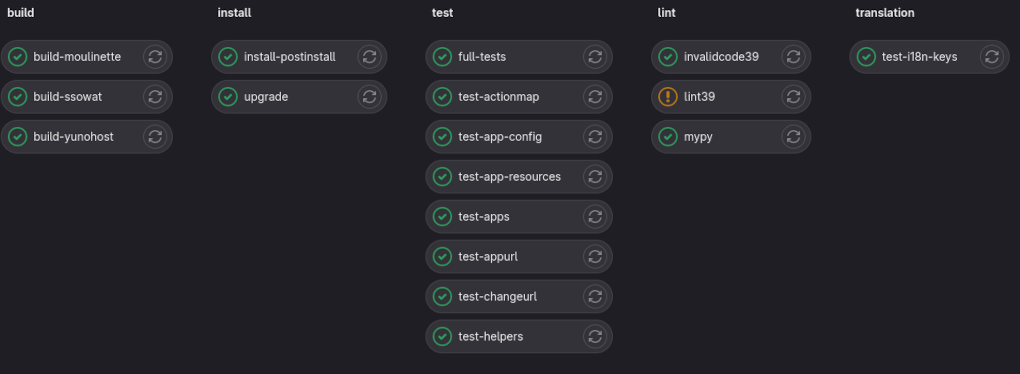 build
build-moulinette
build-ssowat
build-yunohost
install
install-postinstall
upgrade
test
full-tests
test-actionmap
test-app-config
test-app-resources
test-apps
test-appurl
test-changeurl
test-helpers
lint
invalidcode39
lint39
mypy
translation
test-i18n-keys